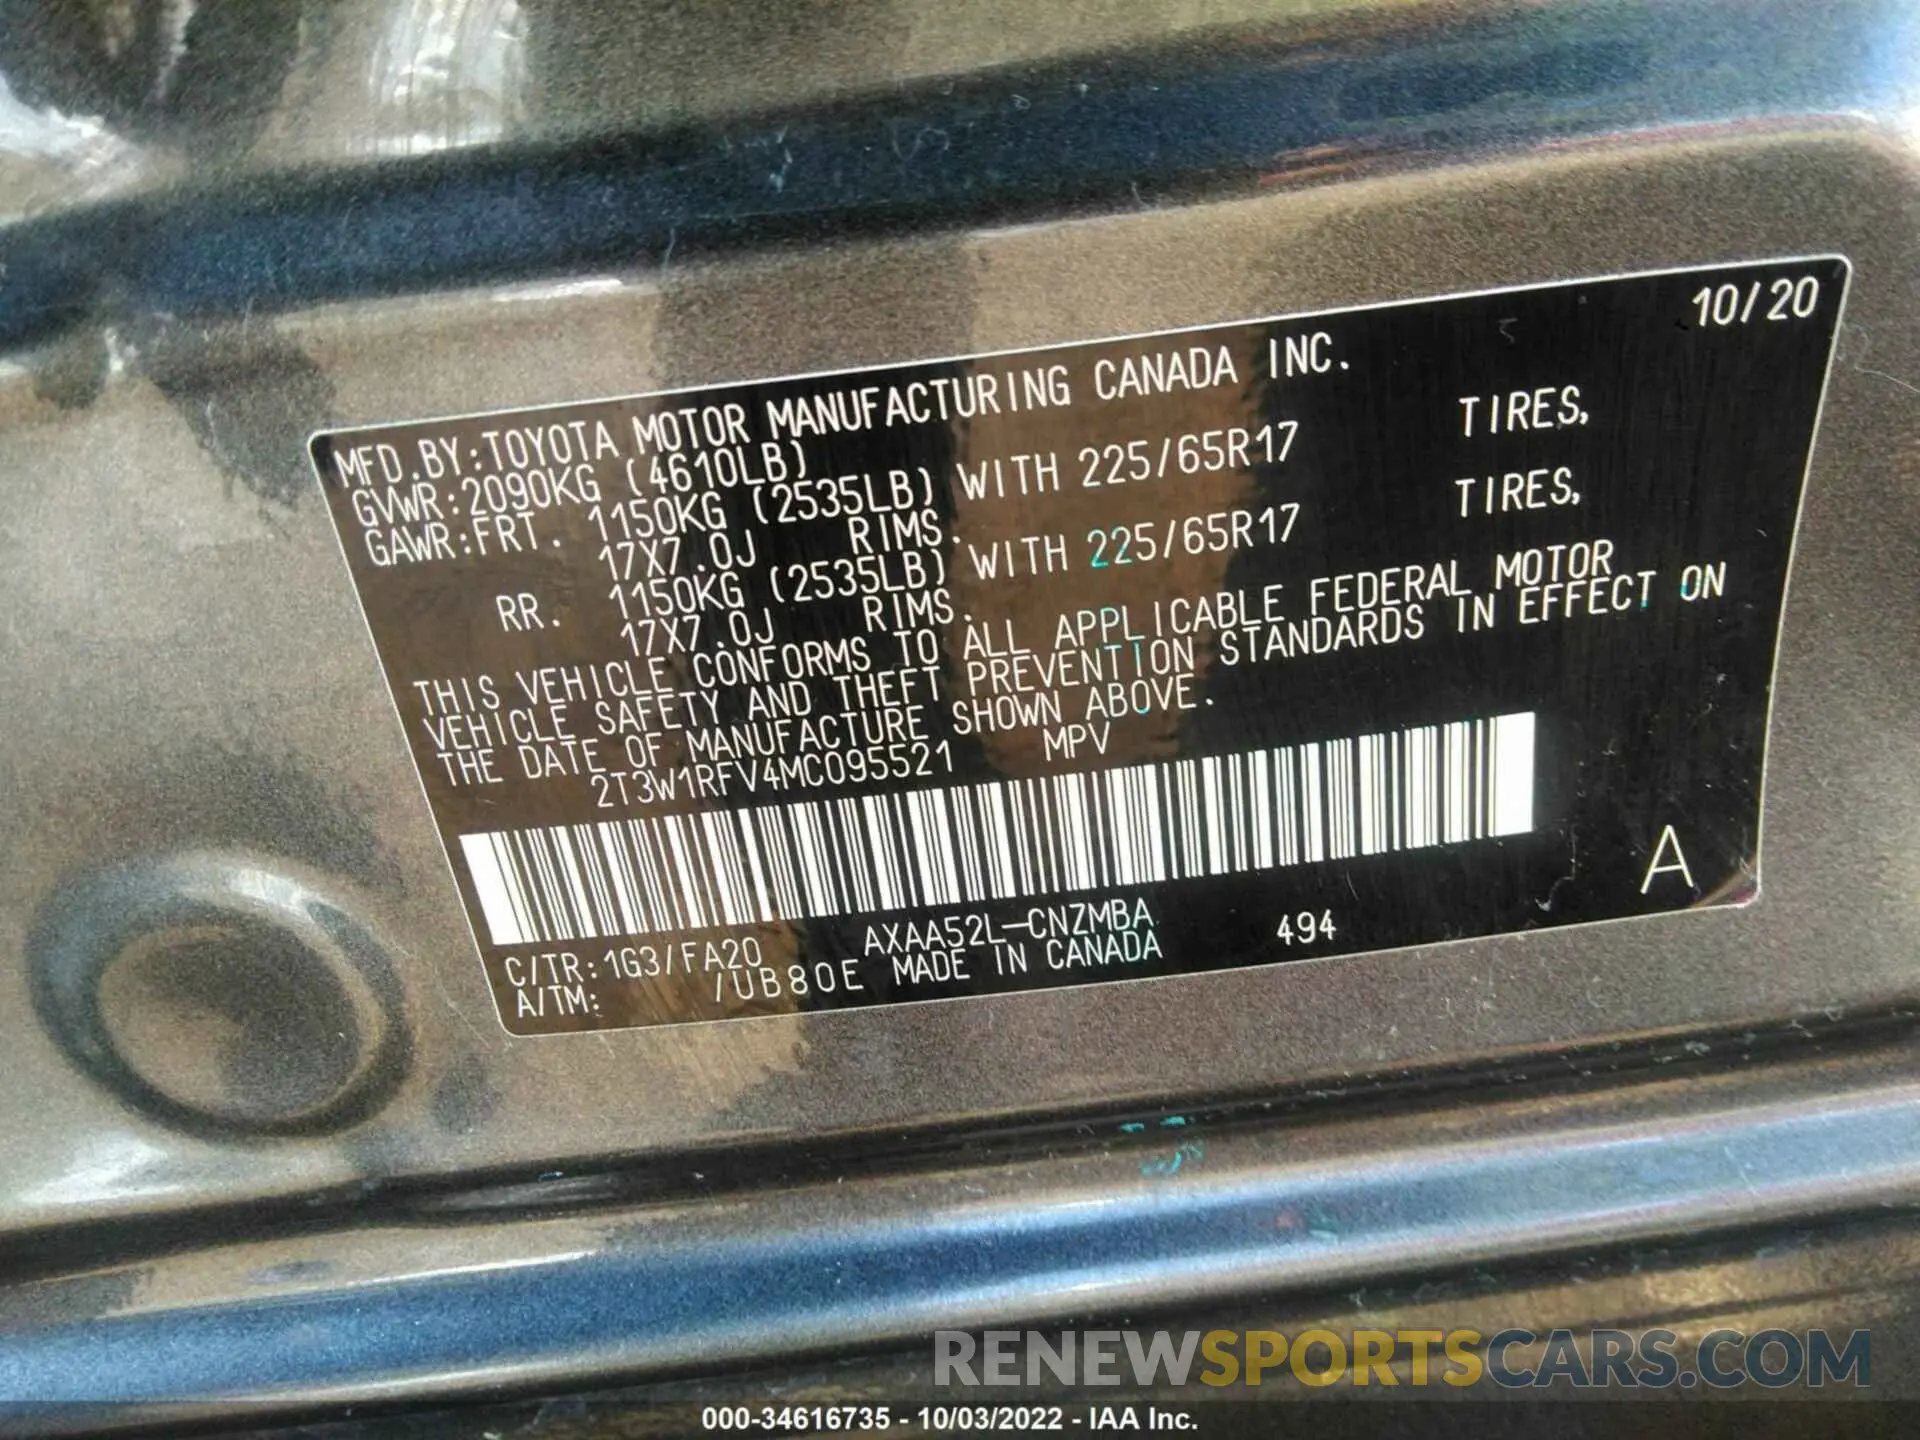 10/20
MFD.BY:TOYOTA MOTOR MANUFACTURING CANADA INC.
GVWR:2090KG (4610LB)
GAWR:FRT. 1150KG (2535LB) WITH 225/65R17 TIRES,
17X7.0J RIMS.
RR. 1150KG (2535LB) WITH 225/65R17 TIRES,
17X7.0J RIMS.
THIS VEHICLE CONFORMS TO ALL APPLICABLE FEDERAL MOTOR
VEHICLE SAFETY AND THEFT PREVENTION STANDARDS IN EFFECT ON
THE DATE OF MANUFACTURE SHOWN ABOVE.
2T3W1RFV4MC095521 MPV
A
C/TR:1G3/FA20 AXAA52L-CNZMBA 494
A/TM: /UB80E MADE IN CANADA
RENEWSPORTSCARS.COM
000-34616735 - 10/03/2022 - IAA Inc.